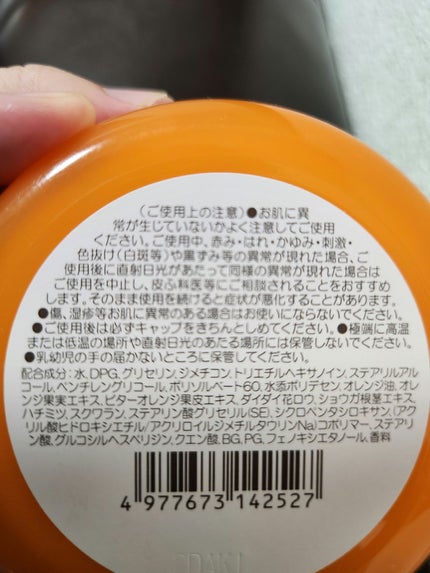 (ご使用上の注意)●お肌に異
常が生じていないかよく注意してご使用
ください。ご使用中、赤み・はれ・かゆみ・刺激・
色抜け(白斑等)や黒ずみ等の異常が現れた場合、ご
使用後に直射日光があたって同様の異常が現れた場合は
ご使用を中止し、皮ふ科医等にご相談されることをおすすめ
します。そのまま使用を続けると症状が悪化することがあります。
●傷、湿疹等お肌に異常のある場合はお使いにならないでください。
●ご使用後は必ずキャップをきちんとしめてください。●極端に高温
または低温の場所や直射日光のあたる場所には保管しないでください。
●乳幼児の手の届かないところに保管してください。
配合成分:水、DPG、グリセリン、ジメチコン、トリエチルヘキサノイン、ステアリルアル
コール、ペンチレングリコール、ポリソルベート60、水添ポリデセン、オレンジ油、オレ
ンジ果実エキス、ビターオレンジ果皮エキス、ダイダイ花ロウ、ショウガ根茎エキス、
ハチミツ、スクワラン、ステアリン酸グリセリル(SE)、シクロペンタシロキサン、(アク
リル酸ヒドロキシエチル/アクリロイルジメチルタウリンNa)コポリマー、ステアリ
ン酸、グルコシルヘスペリジン、クエン酸、BG、PG、フェノキシエタノール、香料
4 977673 142527